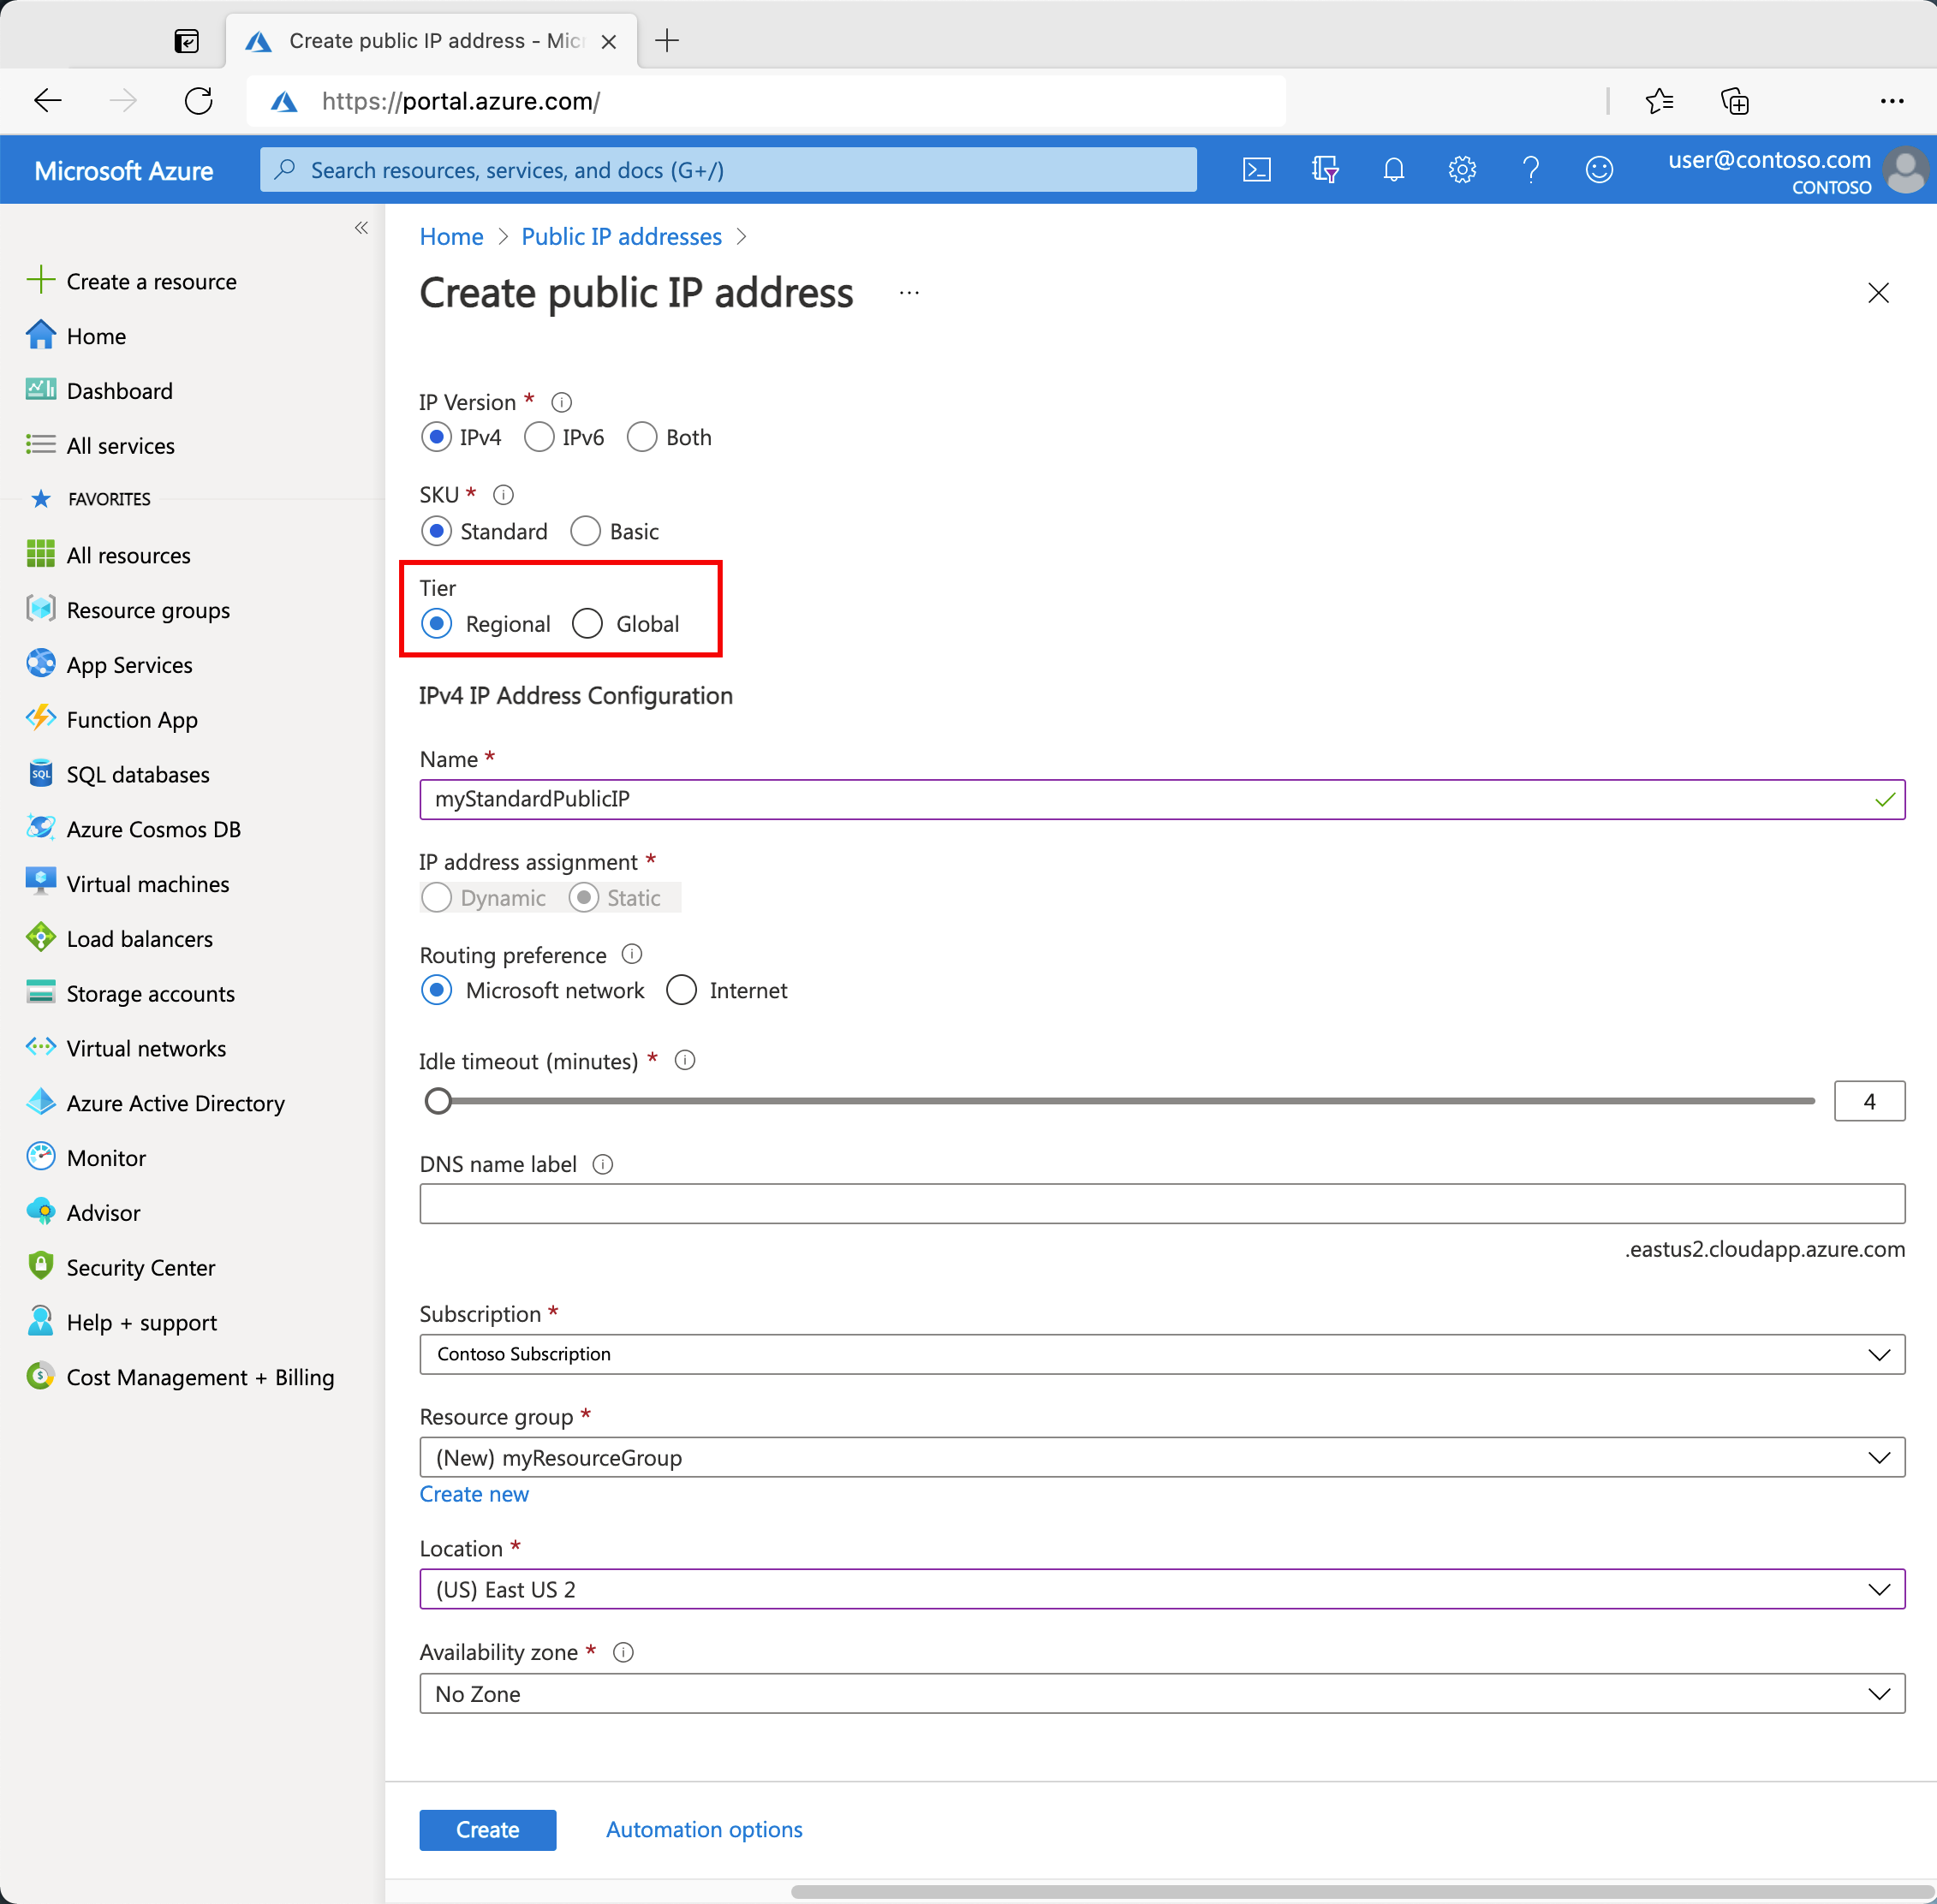 Create public IP address - Mic
https://portal.azure.com/
Microsoft Azure
Search resources, services, and docs (G+/)
user@contoso.com
CONTOSO
«
Create a resource
Home
Dashboard
All services
FAVORITES
All resources
Resource groups
App Services
Function App
SQL databases
Azure Cosmos DB
Virtual machines
Load balancers
Storage accounts
Virtual networks
Azure Active Directory
Monitor
Advisor
Security Center
Help + support
Cost Management + Billing
Home > Public IP addresses >
Create public IP address ...
IP Version *
IPv4 IPv6 Both
SKU *
Standard Basic
Tier
Regional Global
IPv4 IP Address Configuration
Name *
myStandardPublicIP
IP address assignment *
Dynamic Static
Routing preference
Microsoft network Internet
Idle timeout (minutes) *
4
DNS name label
.eastus2.cloudapp.azure.com
Subscription *
Contoso Subscription
Resource group *
(New) myResourceGroup
Create new
Location *
(US) East US 2
Availability zone *
No Zone
Create Automation options